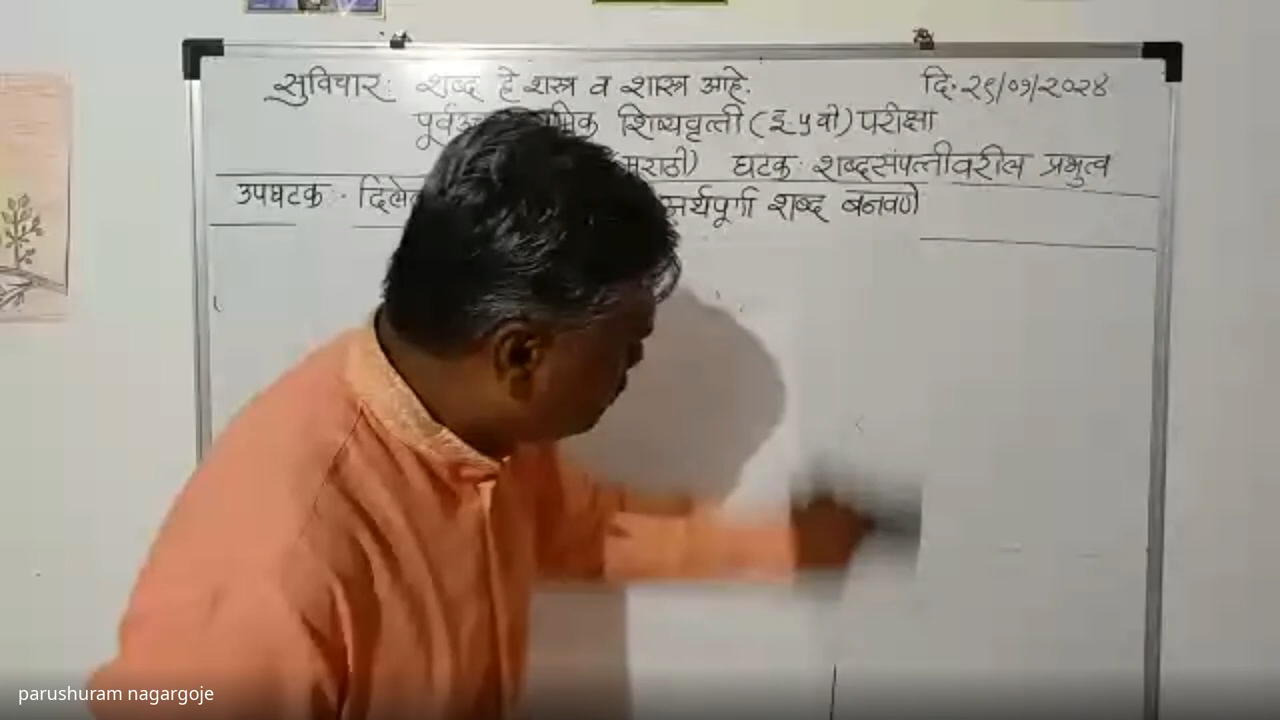 सुविचार: शब्द हे शस्त्र व शास्त्र आहे. दि. २९/०१/२०२४
शिष्यवृत्ती (इ. ५ वी) परीक्षा
मराठी) घटक: शब्दसंपत्तीवरील प्रभुत्व
उपघटक - अर्थपूर्ण शब्द बनवणे
parushuram nagargoje